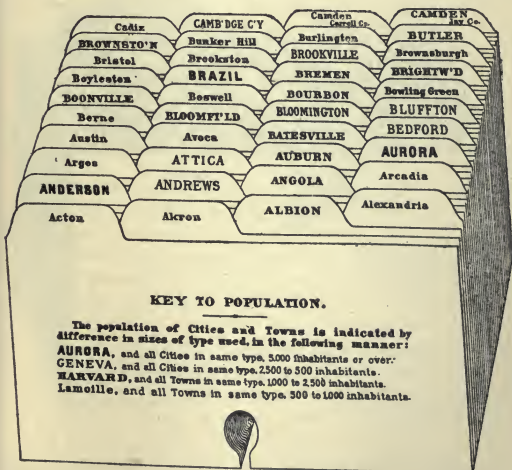 Cadiz CAMB'DGE C'Y Camden Carroll Co. CAMDEN Jay Co.
BROWNSTO'N Bunker Hill Burlington BUTLER
Bristol Brookston BROOKVILLE Brownsburgh
Boyleston BRAZIL BREMEN BRIGHTW'D
BOONVILLE Boswell BOURBON Bowling Green
Berne BLOOMF'LD BLOOMINGTON BLUFFTON
Austin Avoca BATESVILLE BEDFORD
Argos ATTICA AUBURN AURORA
ANDERSON ANDREWS ANGOLA Arcadia
Acton Akron ALBION Alexandria
KEY TO POPULATION.
The population of Cities and Towns is indicated by
difference in sizes of type used, in the following manner:
AURORA, and all Cities in same type, 5,000 inhabitants or over.
GENEVA, and all Cities in same type, 2,500 to 500 inhabitants.
HARVARD, and all Towns in same type, 1,000 to 2,500 inhabitants.
Lamoille, and all Towns in same type, 500 to 1,000 inhabitants.